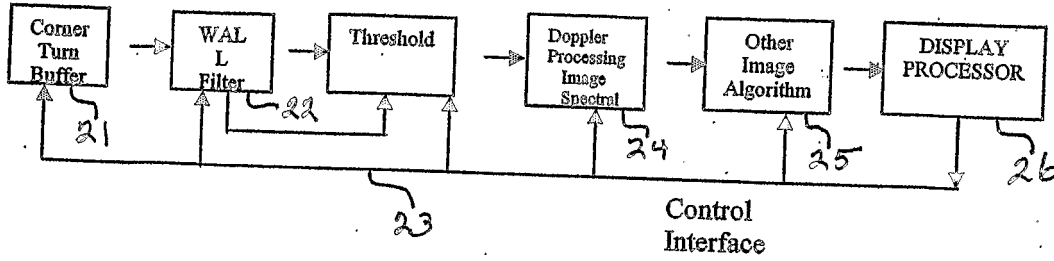 Corner
Turn
Buffer
WAL
L
Filter
Threshold
Doppler
Processing
Image
Spectral
Other
Image
Algorithm
DISPLAY
PROCESSOR
21
22
23
24
25
26
Control
Interface